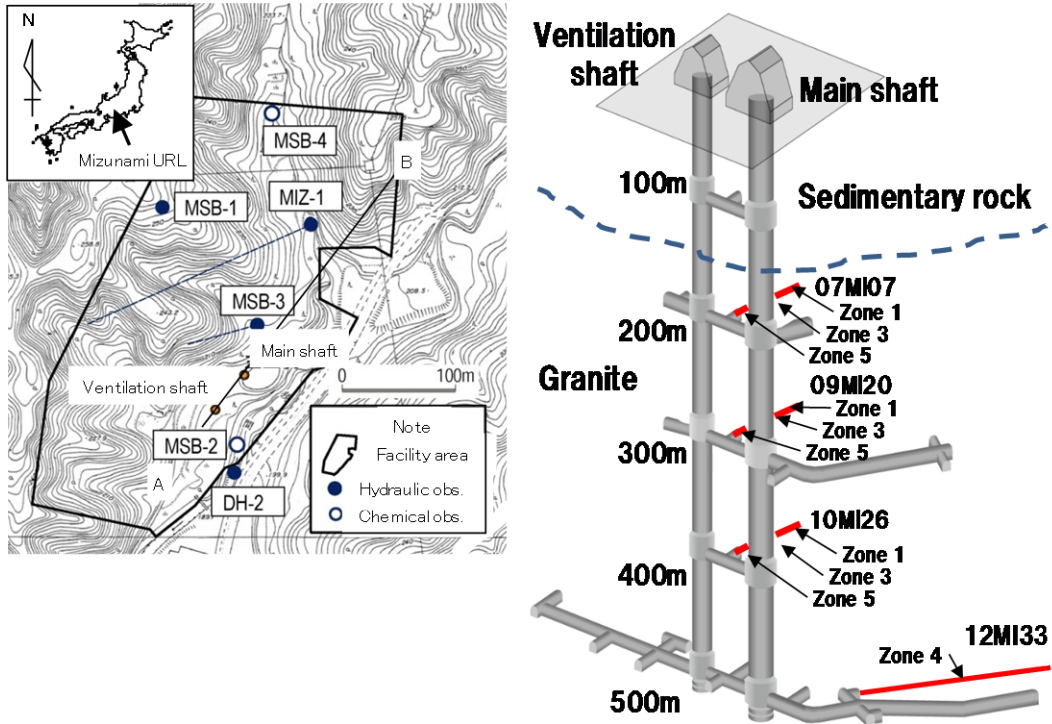 N
Mizunami URL
MSB-4
B
MSB-1
MIZ-1
MSB-3
Main shaft
0
100m
Ventilation shaft
MSB-2
A
DH-2
Note
Facility area
Hydraulic obs.
Chemical obs.
Ventilation
shaft
Main shaft
100m
Sedimentary rock
07MI07
Zone 1
Zone 3
Zone 5
200m
Granite
09MI20
Zone 1
Zone 3
Zone 5
300m
10MI26
Zone 1
Zone 3
Zone 5
400m
12MI33
Zone 4
500m